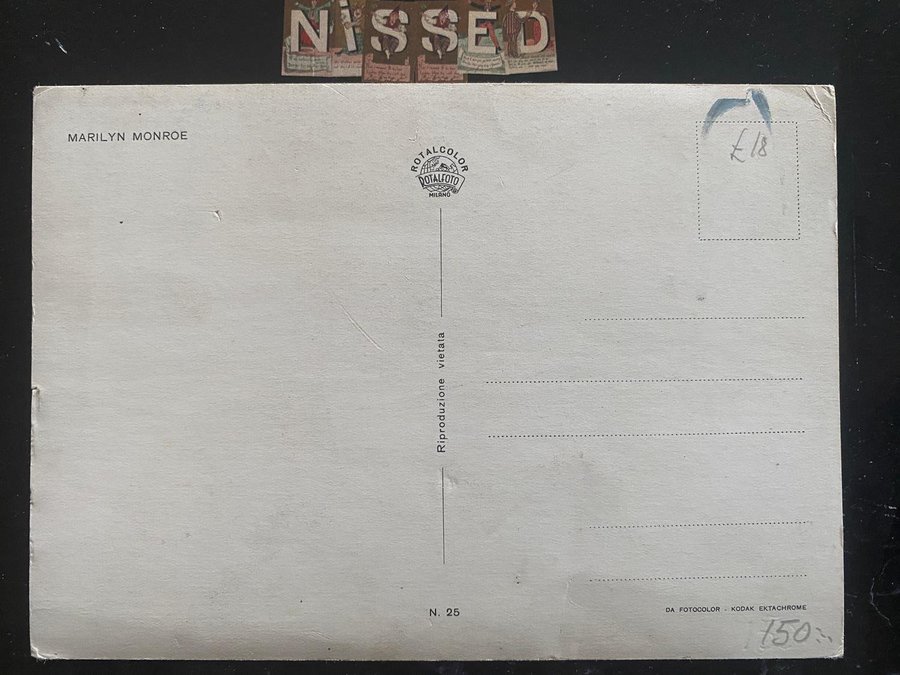 NiSSED
MARILYN MONROE
ROTALCOLOR
ROTALFOTO
MILANO
£ 18
Riproduzione vietata
N. 25
DA FOTOCOLOR - KODAK EKTACHROME
150:-